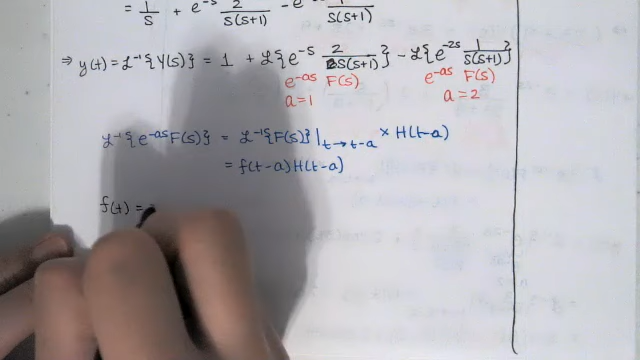 = 1/S + e^-s 2/S(S+1) - e^-2s 1/S(S+1)
⇒ y(t) = ℒ⁻¹{Y(s)} = 1 + ℒ{e^-s 2/S(S+1)} - ℒ{e^-2s 1/S(S+1)}
e^-as F(s) e^-as F(s)
a=1 a=2
ℒ⁻¹{e^-as F(s)} = ℒ⁻¹{F(s)}|t→t-a × H(t-a)
= f(t-a)H(t-a)
f(t) =